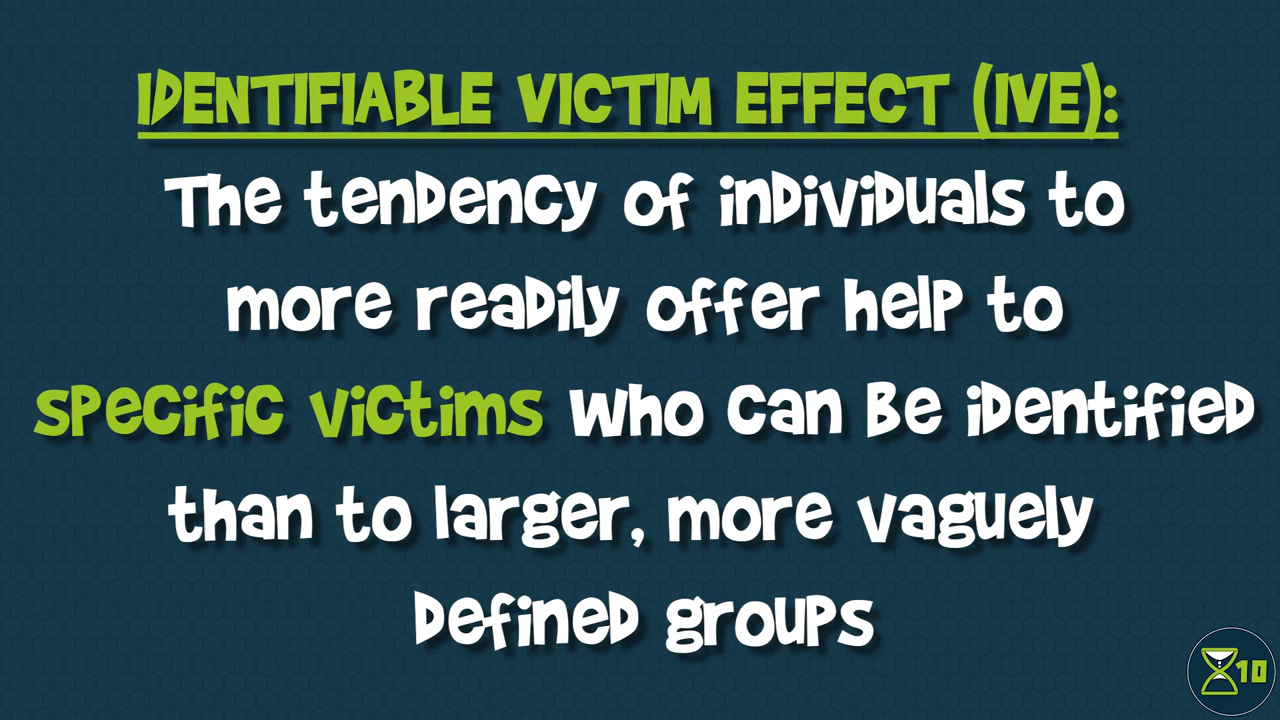 IDENTIFIABLE VICTIM EFFECT (IVE):
The tendency of individuals to
more readily offer help to
specific victims who can be identified
than to larger, more vaguely
defined groups
10